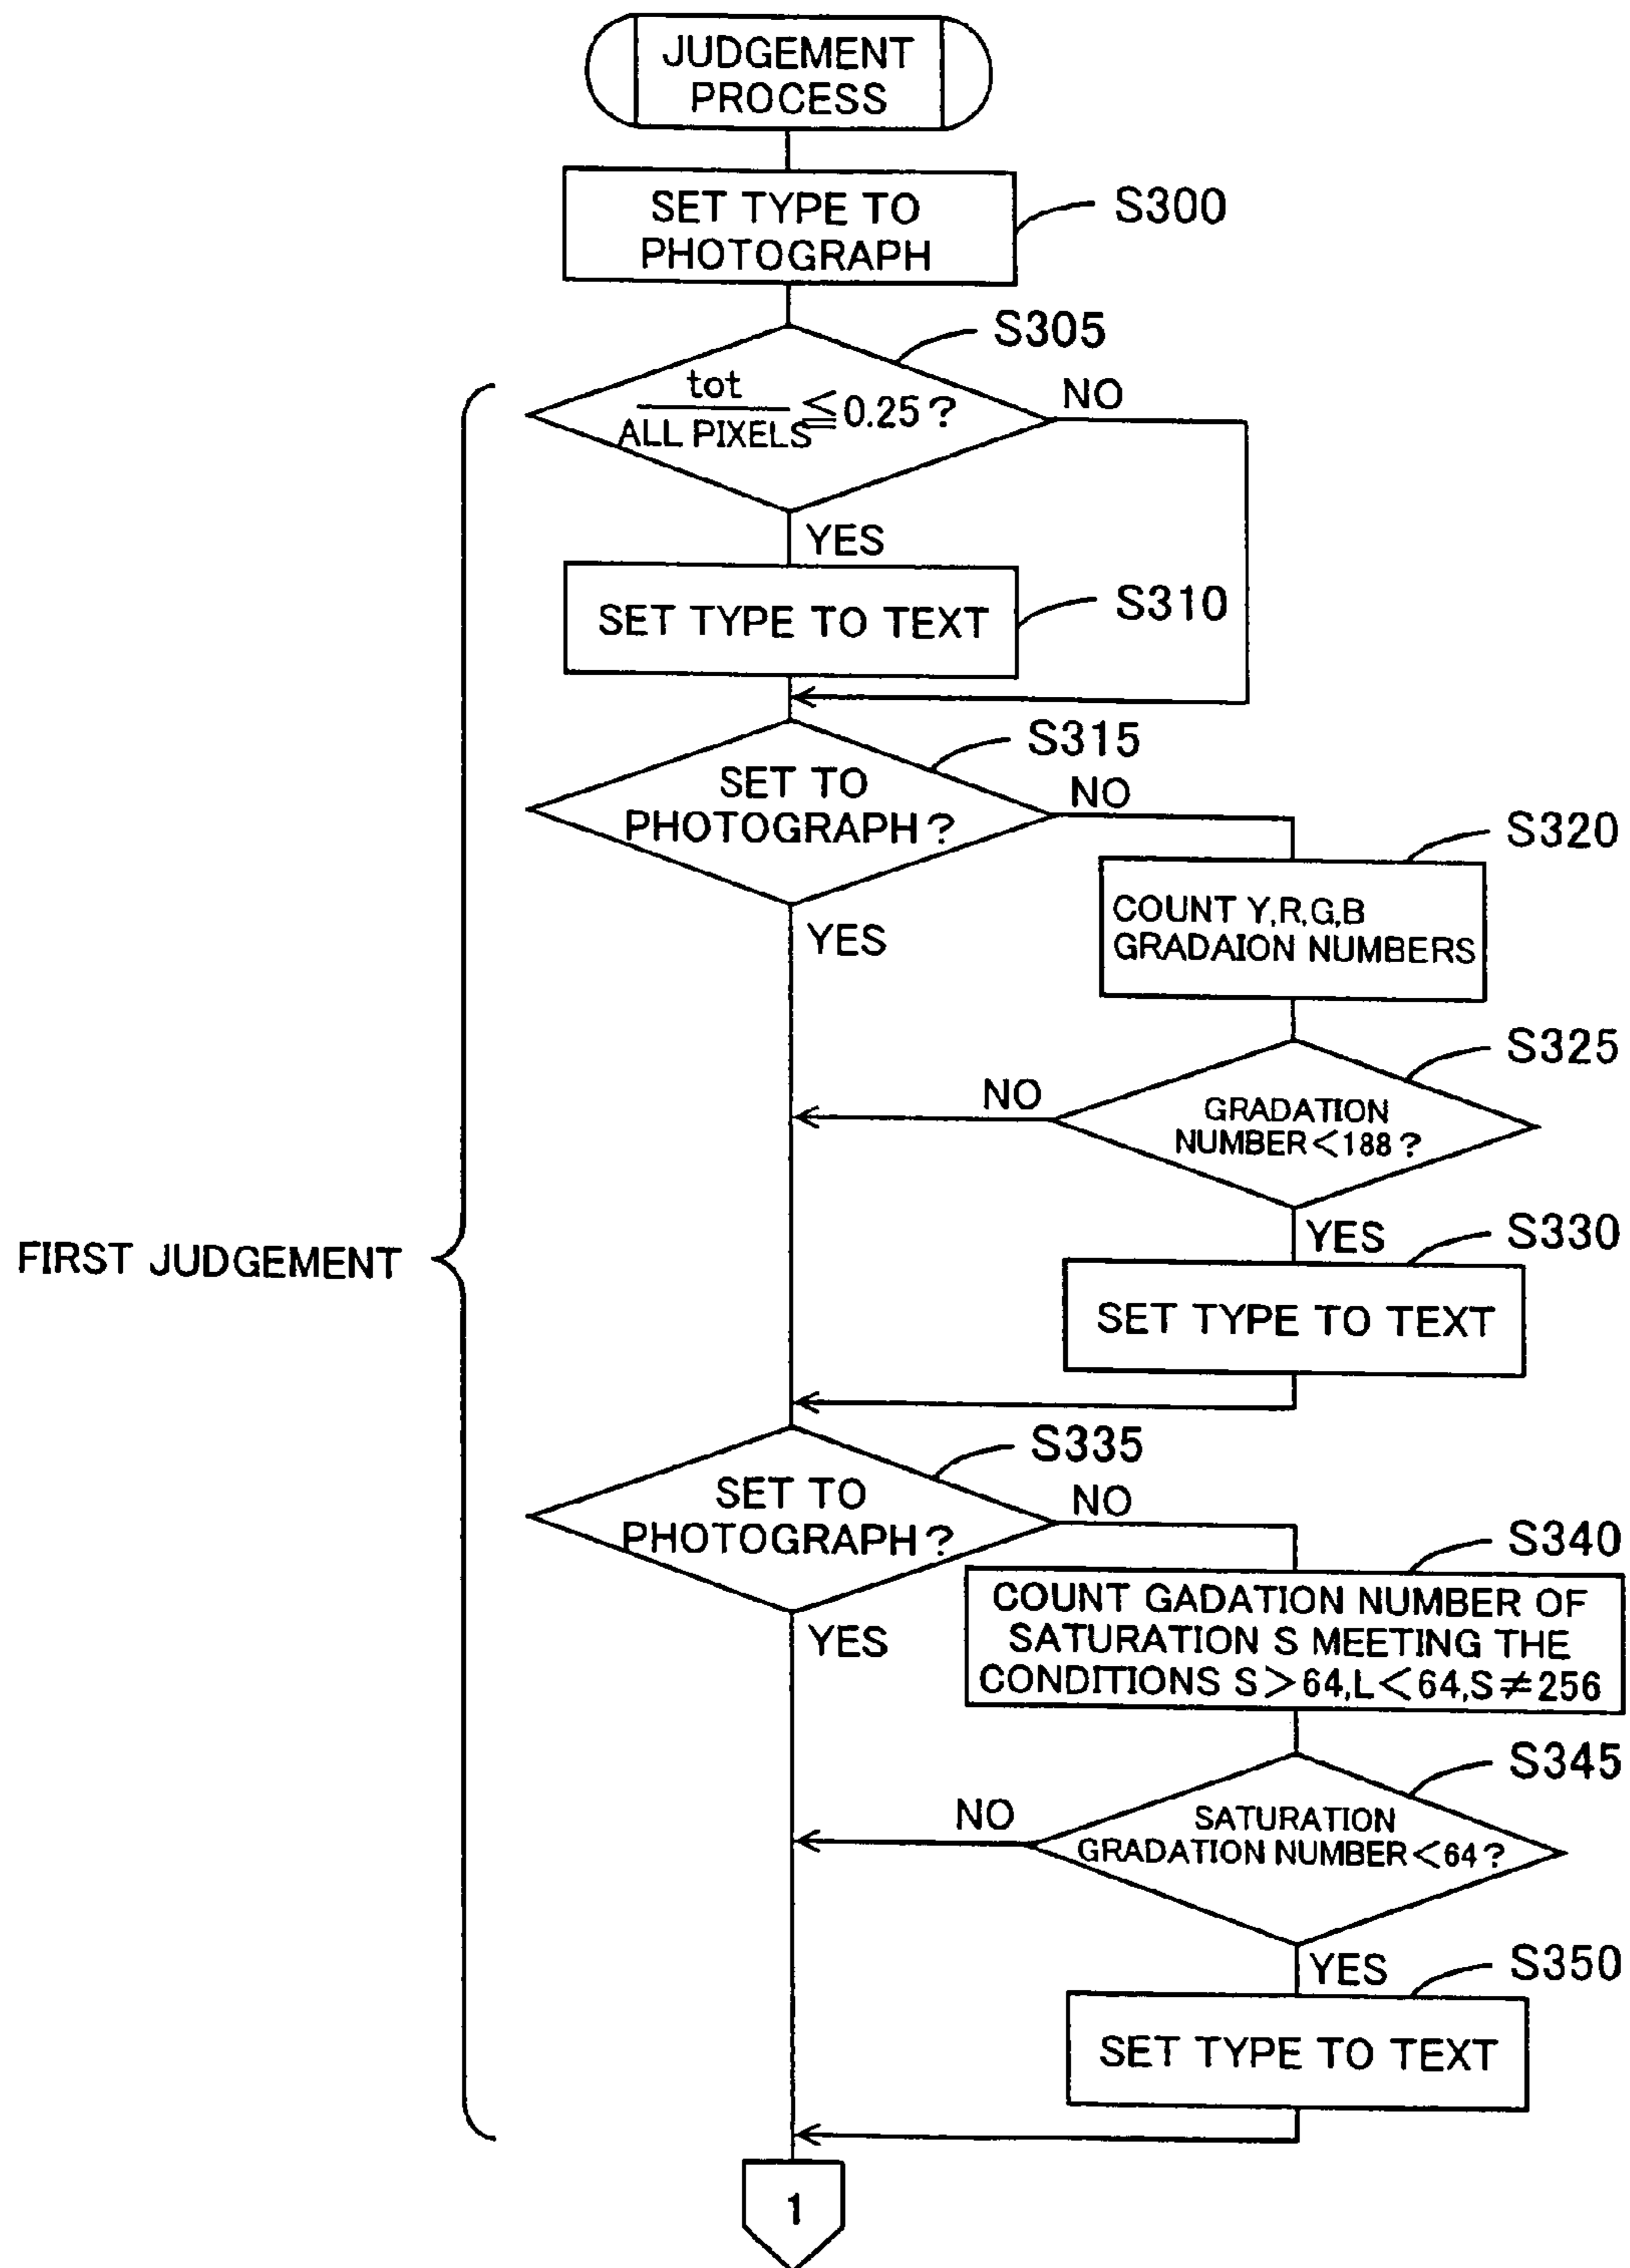 JUDGEMENT
PROCESS
SET TYPE TO
PHOTOGRAPH
S300
S305
tot
ALL PIXELS
≦0.25?
NO
YES
SET TYPE TO TEXT
S310
S315
SET TO
PHOTOGRAPH?
NO
YES
S320
COUNT Y,R,G,B
GRADAION NUMBERS
S325
GRADATION
NUMBER<188?
NO
YES
S330
SET TYPE TO TEXT
FIRST JUDGEMENT
S335
SET TO
PHOTOGRAPH?
NO
YES
S340
COUNT GADATION NUMBER OF
SATURATION S MEETING THE
CONDITIONS S>64,L<64,S≠256
S345
SATURATION
GRADATION NUMBER<64?
NO
YES
S350
SET TYPE TO TEXT
1